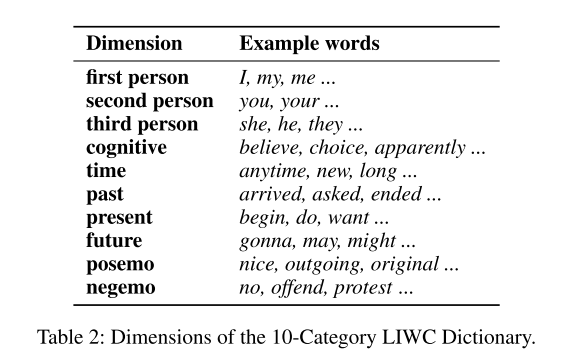 Dimension Example words
first person I, my, me ...
second person you, your ...
third person she, he, they ...
cognitive believe, choice, apparently ...
time anytime, new, long ...
past arrived, asked, ended ...
present begin, do, want ...
future gonna, may, might ...
posemo nice, outgoing, original ...
negemo no, offend, protest ...
Table 2: Dimensions of the 10-Category LIWC Dictionary.